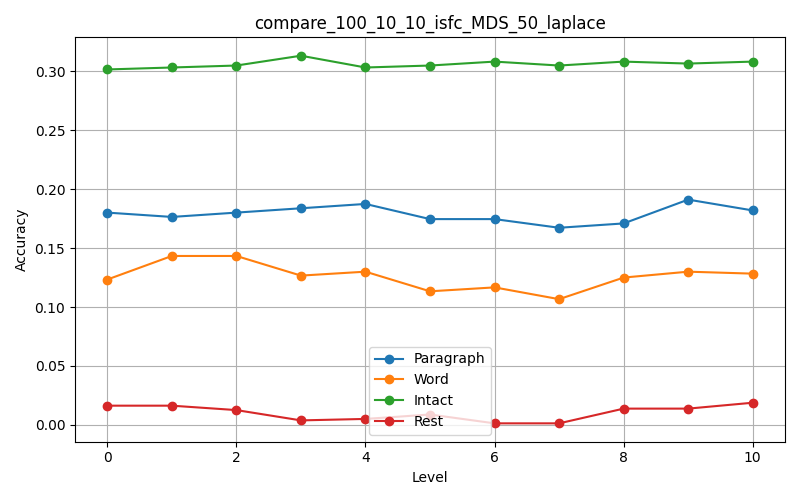 compare_100_10_10_isfc_MDS_50_laplace
Accuracy
0.30
0.25
0.20
0.15
0.10
0.05
0.00
Paragraph
Word
Intact
Rest
0 2 4 6 8 10
Level